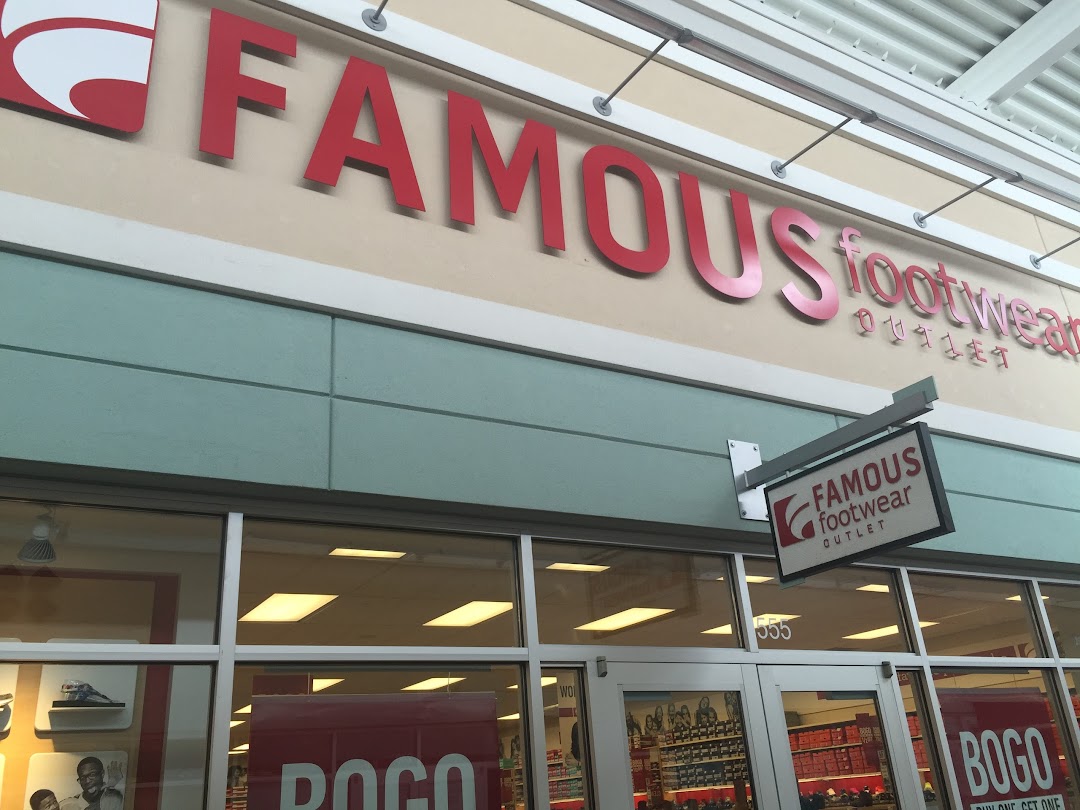 FAMOUS footwear
OUTLET
FAMOUS
footwear
OUTLET
555
BOGO
BOGO
BUY ONE, GET ONE